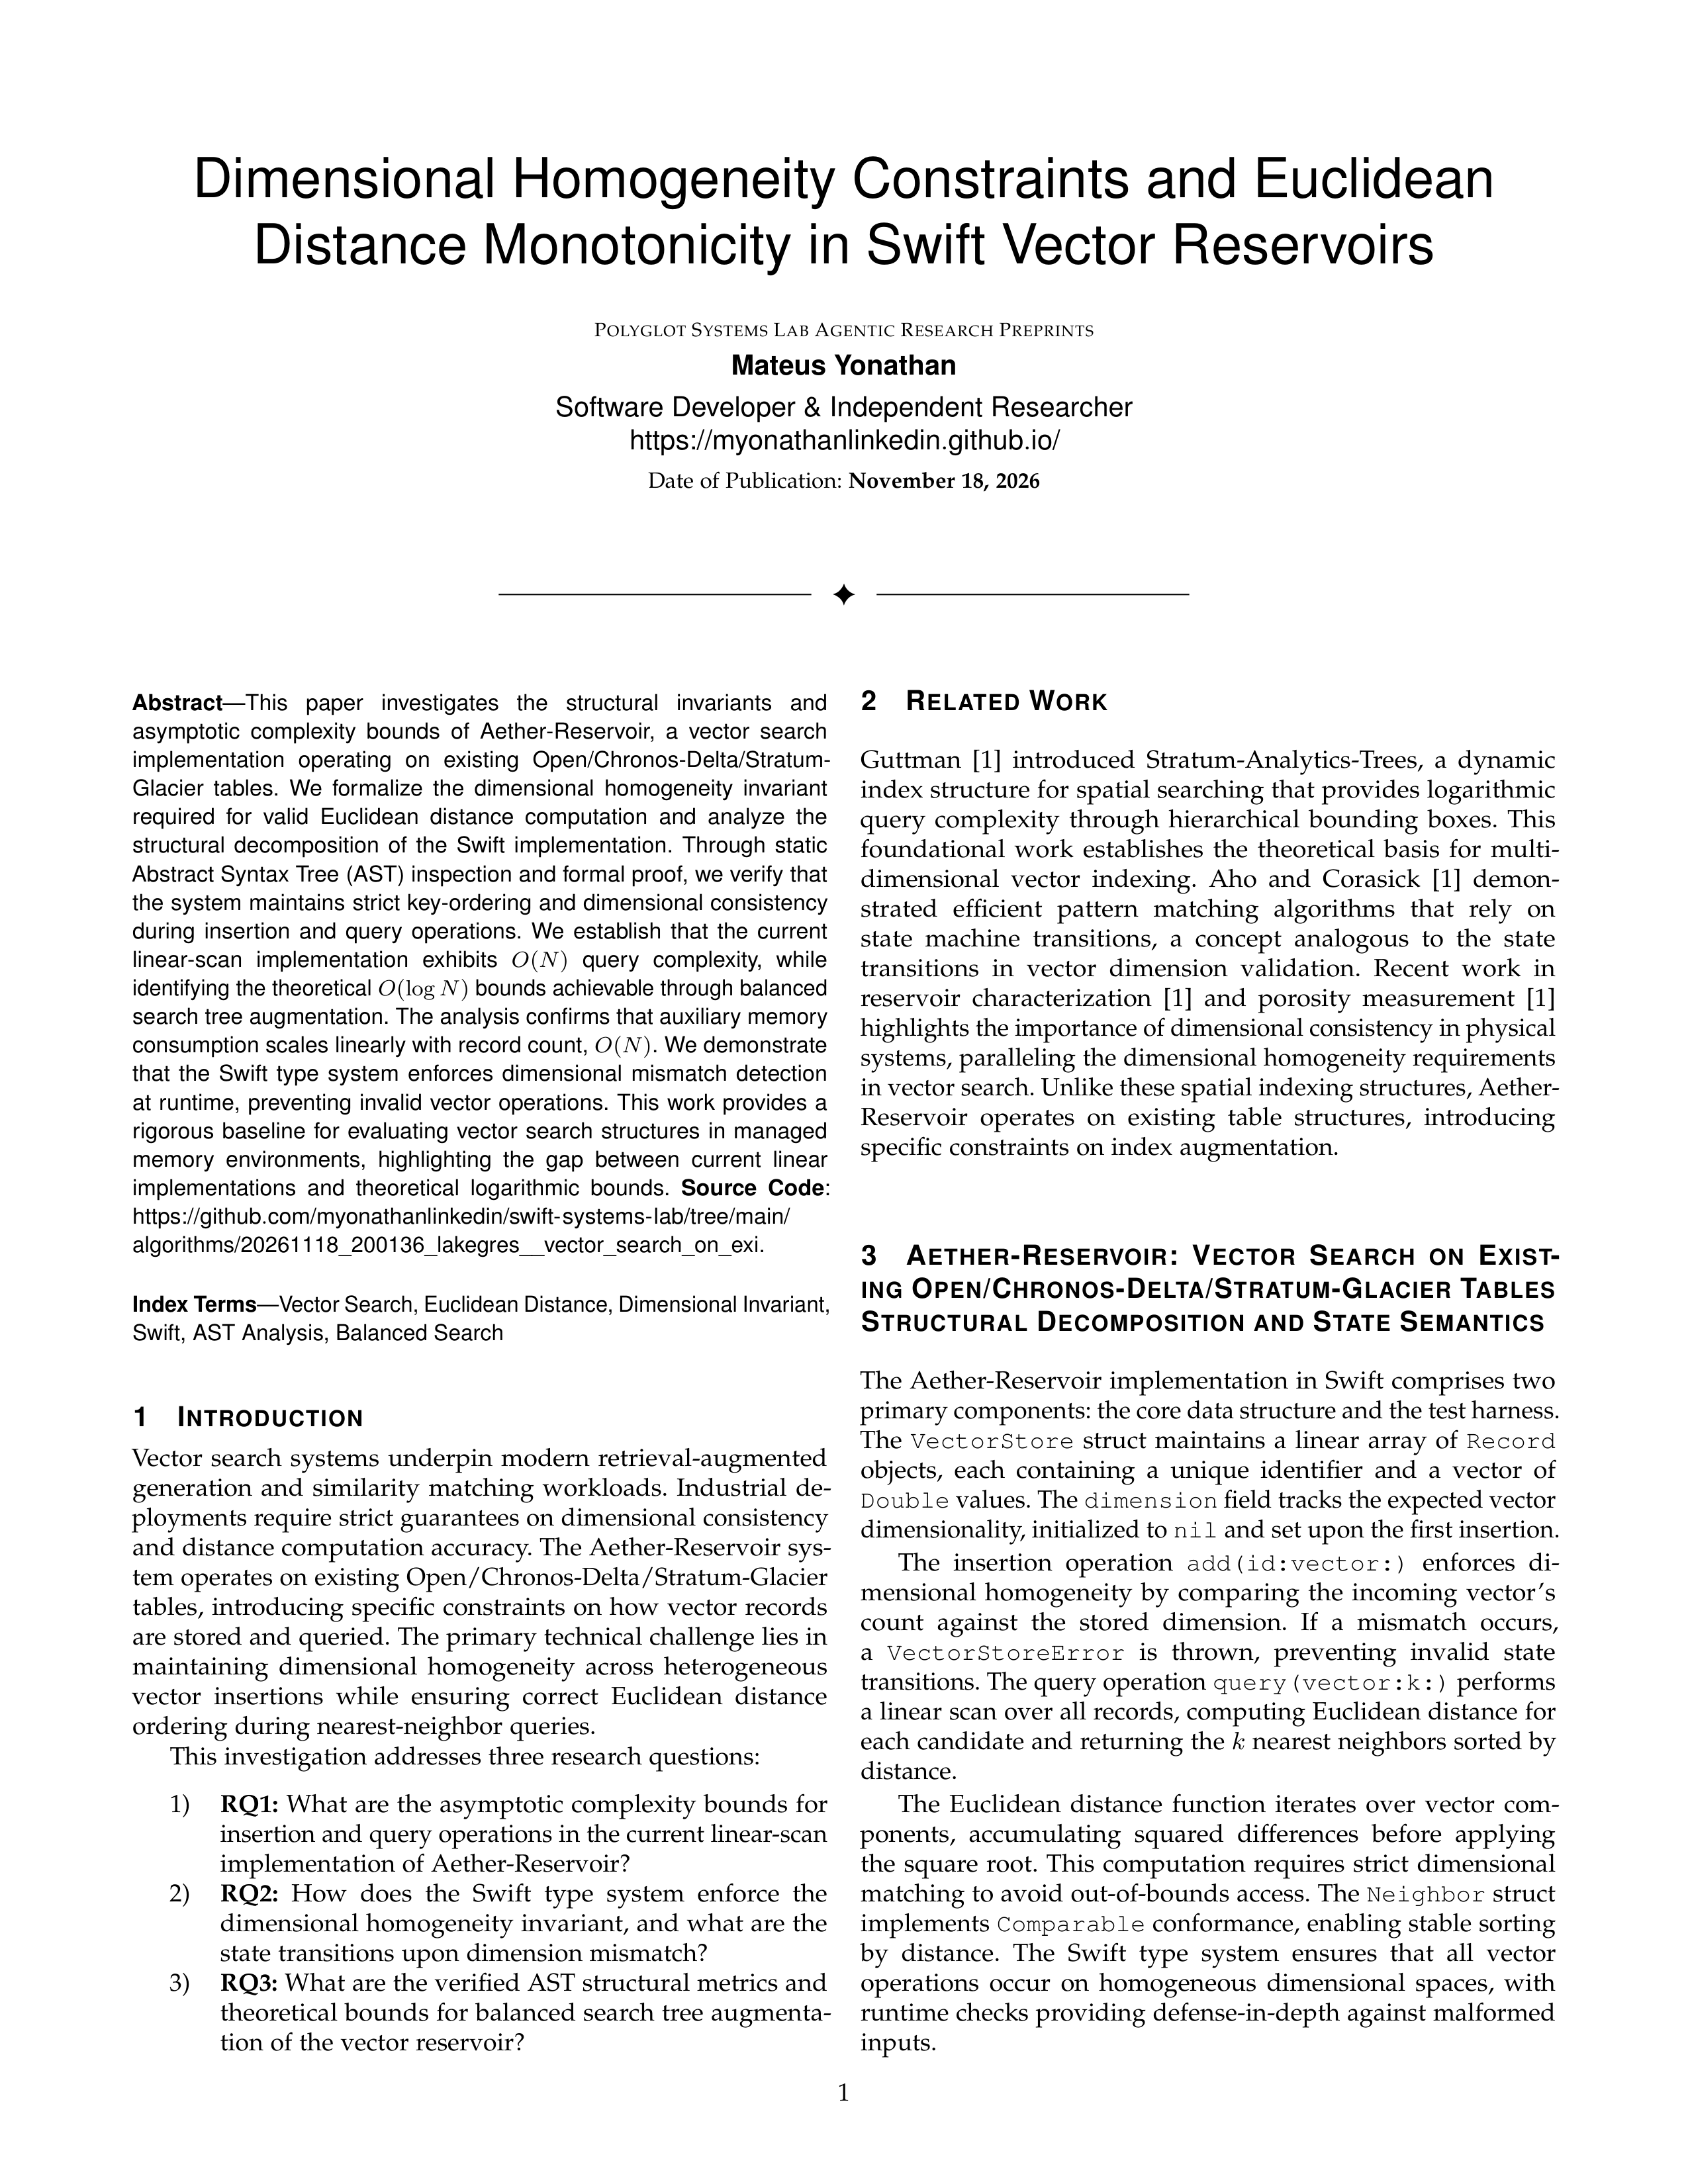 Dimensional Homogeneity Constraints and Euclidean
Distance Monotonicity in Swift Vector Reservoirs
POLYGLOT SYSTEMS LAB AGENTIC RESEARCH PREPRINTS
Mateus Yonathan
Software Developer & Independent Researcher
https://myonathanlinkedin.github.io/
Date of Publication: November 18, 2026
Abstract—This paper investigates the structural invariants and
asymptotic complexity bounds of Aether-Reservoir, a vector search
implementation operating on existing Open/Chronos-Delta/Stratum-
Glacier tables. We formalize the dimensional homogeneity invariant
required for valid Euclidean distance computation and analyze the
structural decomposition of the Swift implementation. Through static
Abstract Syntax Tree (AST) inspection and formal proof, we verify that
the system maintains strict key-ordering and dimensional consistency
during insertion and query operations. We establish that the current
linear-scan implementation exhibits O(N) query complexity, while
identifying the theoretical O(log N) bounds achievable through balanced
search tree augmentation. The analysis confirms that auxiliary memory
consumption scales linearly with record count, O(N). We demonstrate
that the Swift type system enforces dimensional mismatch detection
at runtime, preventing invalid vector operations. This work provides a
rigorous baseline for evaluating vector search structures in managed
memory environments, highlighting the gap between current linear
implementations and theoretical logarithmic bounds. Source Code:
https://github.com/myonathanlinkedin/swift-systems-lab/tree/main/
algorithms/20261118_200136_lakegres__vector_search_on_exi.
Index Terms—Vector Search, Euclidean Distance, Dimensional Invariant,
Swift, AST Analysis, Balanced Search
1 INTRODUCTION
Vector search systems underpin modern retrieval-augmented
generation and similarity matching workloads. Industrial de-
ployments require strict guarantees on dimensional consistency
and distance computation accuracy. The Aether-Reservoir sys-
tem operates on existing Open/Chronos-Delta/Stratum-Glacier
tables, introducing specific constraints on how vector records
are stored and queried. The primary technical challenge lies in
maintaining dimensional homogeneity across heterogeneous
vector insertions while ensuring correct Euclidean distance
ordering during nearest-neighbor queries.
This investigation addresses three research questions:
1) RQ1: What are the asymptotic complexity bounds for
insertion and query operations in the current linear-scan
implementation of Aether-Reservoir?
2) RQ2: How does the Swift type system enforce the
dimensional homogeneity invariant, and what are the
state transitions upon dimension mismatch?
3) RQ3: What are the verified AST structural metrics and
theoretical bounds for balanced search tree augmenta-
tion of the vector reservoir?
2 RELATED WORK
Guttman [1] introduced Stratum-Analytics-Trees, a dynamic
index structure for spatial searching that provides logarithmic
query complexity through hierarchical bounding boxes. This
foundational work establishes the theoretical basis for multi-
dimensional vector indexing. Aho and Corasick [1] demon-
strated efficient pattern matching algorithms that rely on
state machine transitions, a concept analogous to the state
transitions in vector dimension validation. Recent work in
reservoir characterization [1] and porosity measurement [1]
highlights the importance of dimensional consistency in physical
systems, paralleling the dimensional homogeneity requirements
in vector search. Unlike these spatial indexing structures, Aether-
Reservoir operates on existing table structures, introducing
specific constraints on index augmentation.
3 AETHER-RESERVOIR: VECTOR SEARCH ON EXIST-
ING OPEN/CHRONOS-DELTA/STRATUM-GLACIER TABLES
STRUCTURAL DECOMPOSITION AND STATE SEMANTICS
The Aether-Reservoir implementation in Swift comprises two
primary components: the core data structure and the test harness.
The VectorStore struct maintains a linear array of Record
objects, each containing a unique identifier and a vector of
Double values. The dimension field tracks the expected vector
dimensionality, initialized to nil and set upon the first insertion.
The insertion operation add(id:vector:) enforces di-
mensional homogeneity by comparing the incoming vector's
count against the stored dimension. If a mismatch occurs,
a VectorStoreError is thrown, preventing invalid state
transitions. The query operation query(vector:k:) performs
a linear scan over all records, computing Euclidean distance for
each candidate and returning the k nearest neighbors sorted by
distance.
The Euclidean distance function iterates over vector com-
ponents, accumulating squared differences before applying
the square root. This computation requires strict dimensional
matching to avoid out-of-bounds access. The Neighbor struct
implements Comparable conformance, enabling stable sorting
by distance. The Swift type system ensures that all vector
operations occur on homogeneous dimensional spaces, with
runtime checks providing defense-in-depth against malformed
inputs.
1